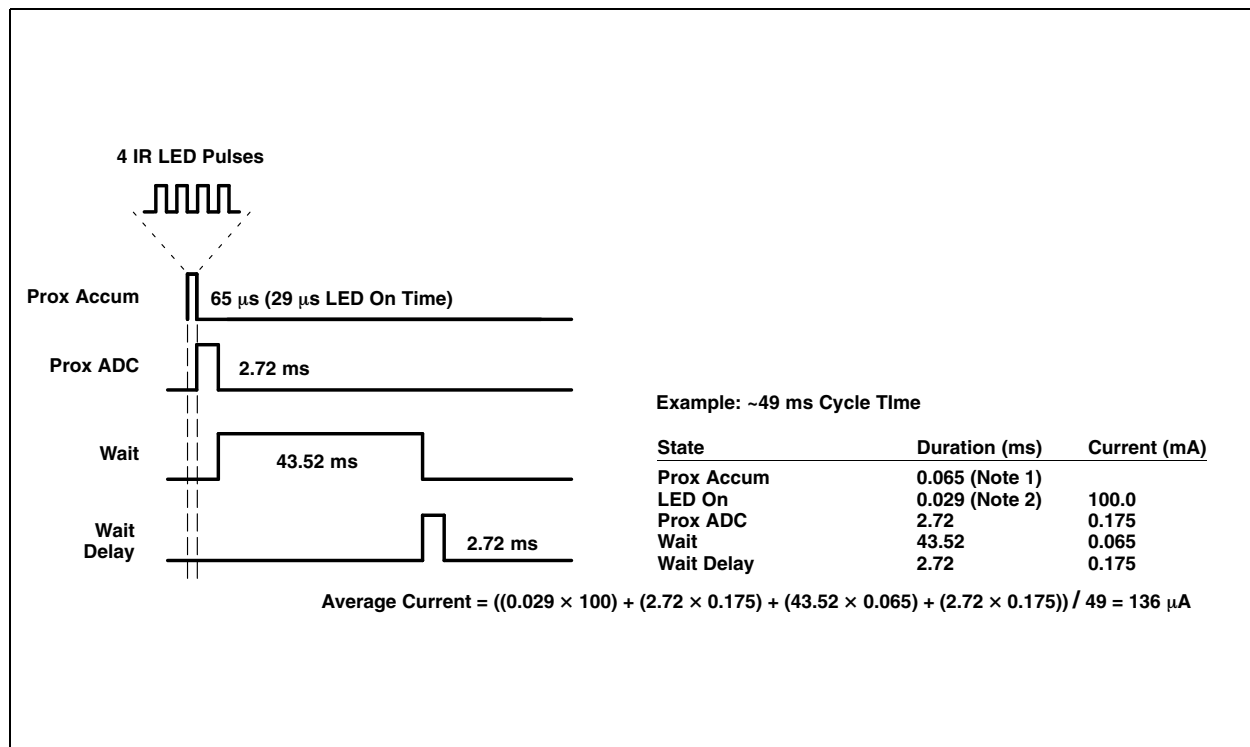 4 IR LED Pulses
Prox Accum
65 μs (29 μs LED On Time)
Prox ADC
2.72 ms
Wait
43.52 ms
Wait
Delay
2.72 ms
Example: ~49 ms Cycle TIme
State Duration (ms) Current (mA)
Prox Accum 0.065 (Note 1)
LED On 0.029 (Note 2) 100.0
Prox ADC 2.72 0.175
Wait 43.52 0.065
Wait Delay 2.72 0.175
Average Current = ((0.029 × 100) + (2.72 × 0.175) + (43.52 × 0.065) + (2.72 × 0.175)) / 49 = 136 μA